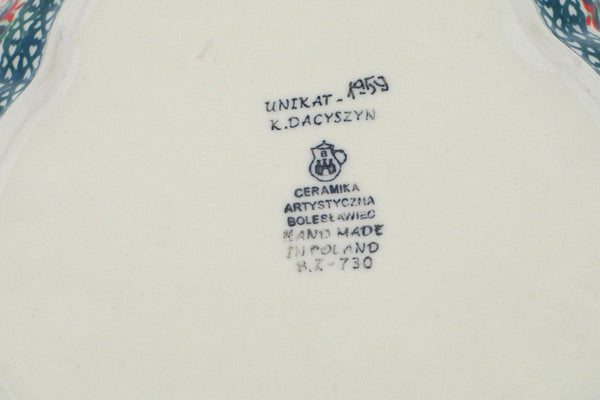 UNIKAT - 1959
K. DACYSZYN
B
CERAMIKA
ARTYSTYCZNA
BOLESŁAWIEC
HAND MADE
IN POLAND
B.Z-730